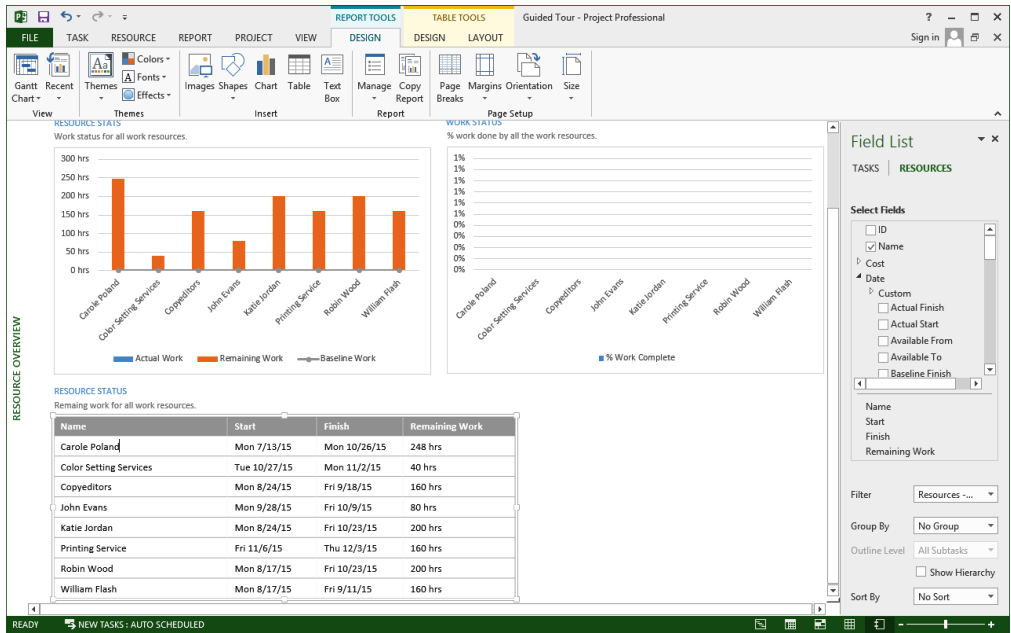 REPORT TOOLS TABLE TOOLS Guided Tour - Project Professional ?
FILE TASK RESOURCE REPORT PROJECT VIEW DESIGN DESIGN LAYOUT Sign in
Gantt Chart Recent Themes Colors Fonts Effects Images Shapes Chart Table Text Box Manage Copy Report Page Breaks Margins Orientation Size
View Themes Insert Report Page Setup
RESOURCE OVERVIEW
RESOURCE STATS
Work status for all work resources.
300 hrs
250 hrs
200 hrs
150 hrs
100 hrs
50 hrs
0 hrs
Carole Poland
Color Setting Services
Copyeditors
John Evans
Katie Jordan
Printing Service
Robin Wood
William Flash
Actual Work Remaining Work Baseline Work
WORK STATUS
% work done by all the work resources.
1%
1%
1%
1%
1%
1%
0%
0%
0%
0%
0%
Carole Poland
Color Setting Services
Copyeditors
John Evans
Katie Jordan
Printing Service
Robin Wood
William Flash
% Work Complete
RESOURCE STATUS
Remaing work for all work resources.
Name Start Finish Remaining Work
Carole Poland Mon 7/13/15 Mon 10/26/15 248 hrs
Color Setting Services Tue 10/27/15 Mon 11/2/15 40 hrs
Copyeditors Mon 8/24/15 Fri 9/18/15 160 hrs
John Evans Mon 9/28/15 Fri 10/9/15 80 hrs
Katie Jordan Mon 8/24/15 Fri 10/23/15 200 hrs
Printing Service Fri 11/6/15 Thu 12/3/15 160 hrs
Robin Wood Mon 8/17/15 Fri 10/23/15 200 hrs
William Flash Mon 8/17/15 Fri 9/11/15 160 hrs
Field List
TASKS RESOURCES
Select Fields
ID
Name
Cost
Date
Custom
Actual Finish
Actual Start
Available From
Available To
Baseline Finish
Name
Start
Finish
Remaining Work
Filter Resources -...
Group By No Group
Outline Level All Subtasks
Show Hierarchy
Sort By No Sort
READY NEW TASKS : AUTO SCHEDULED